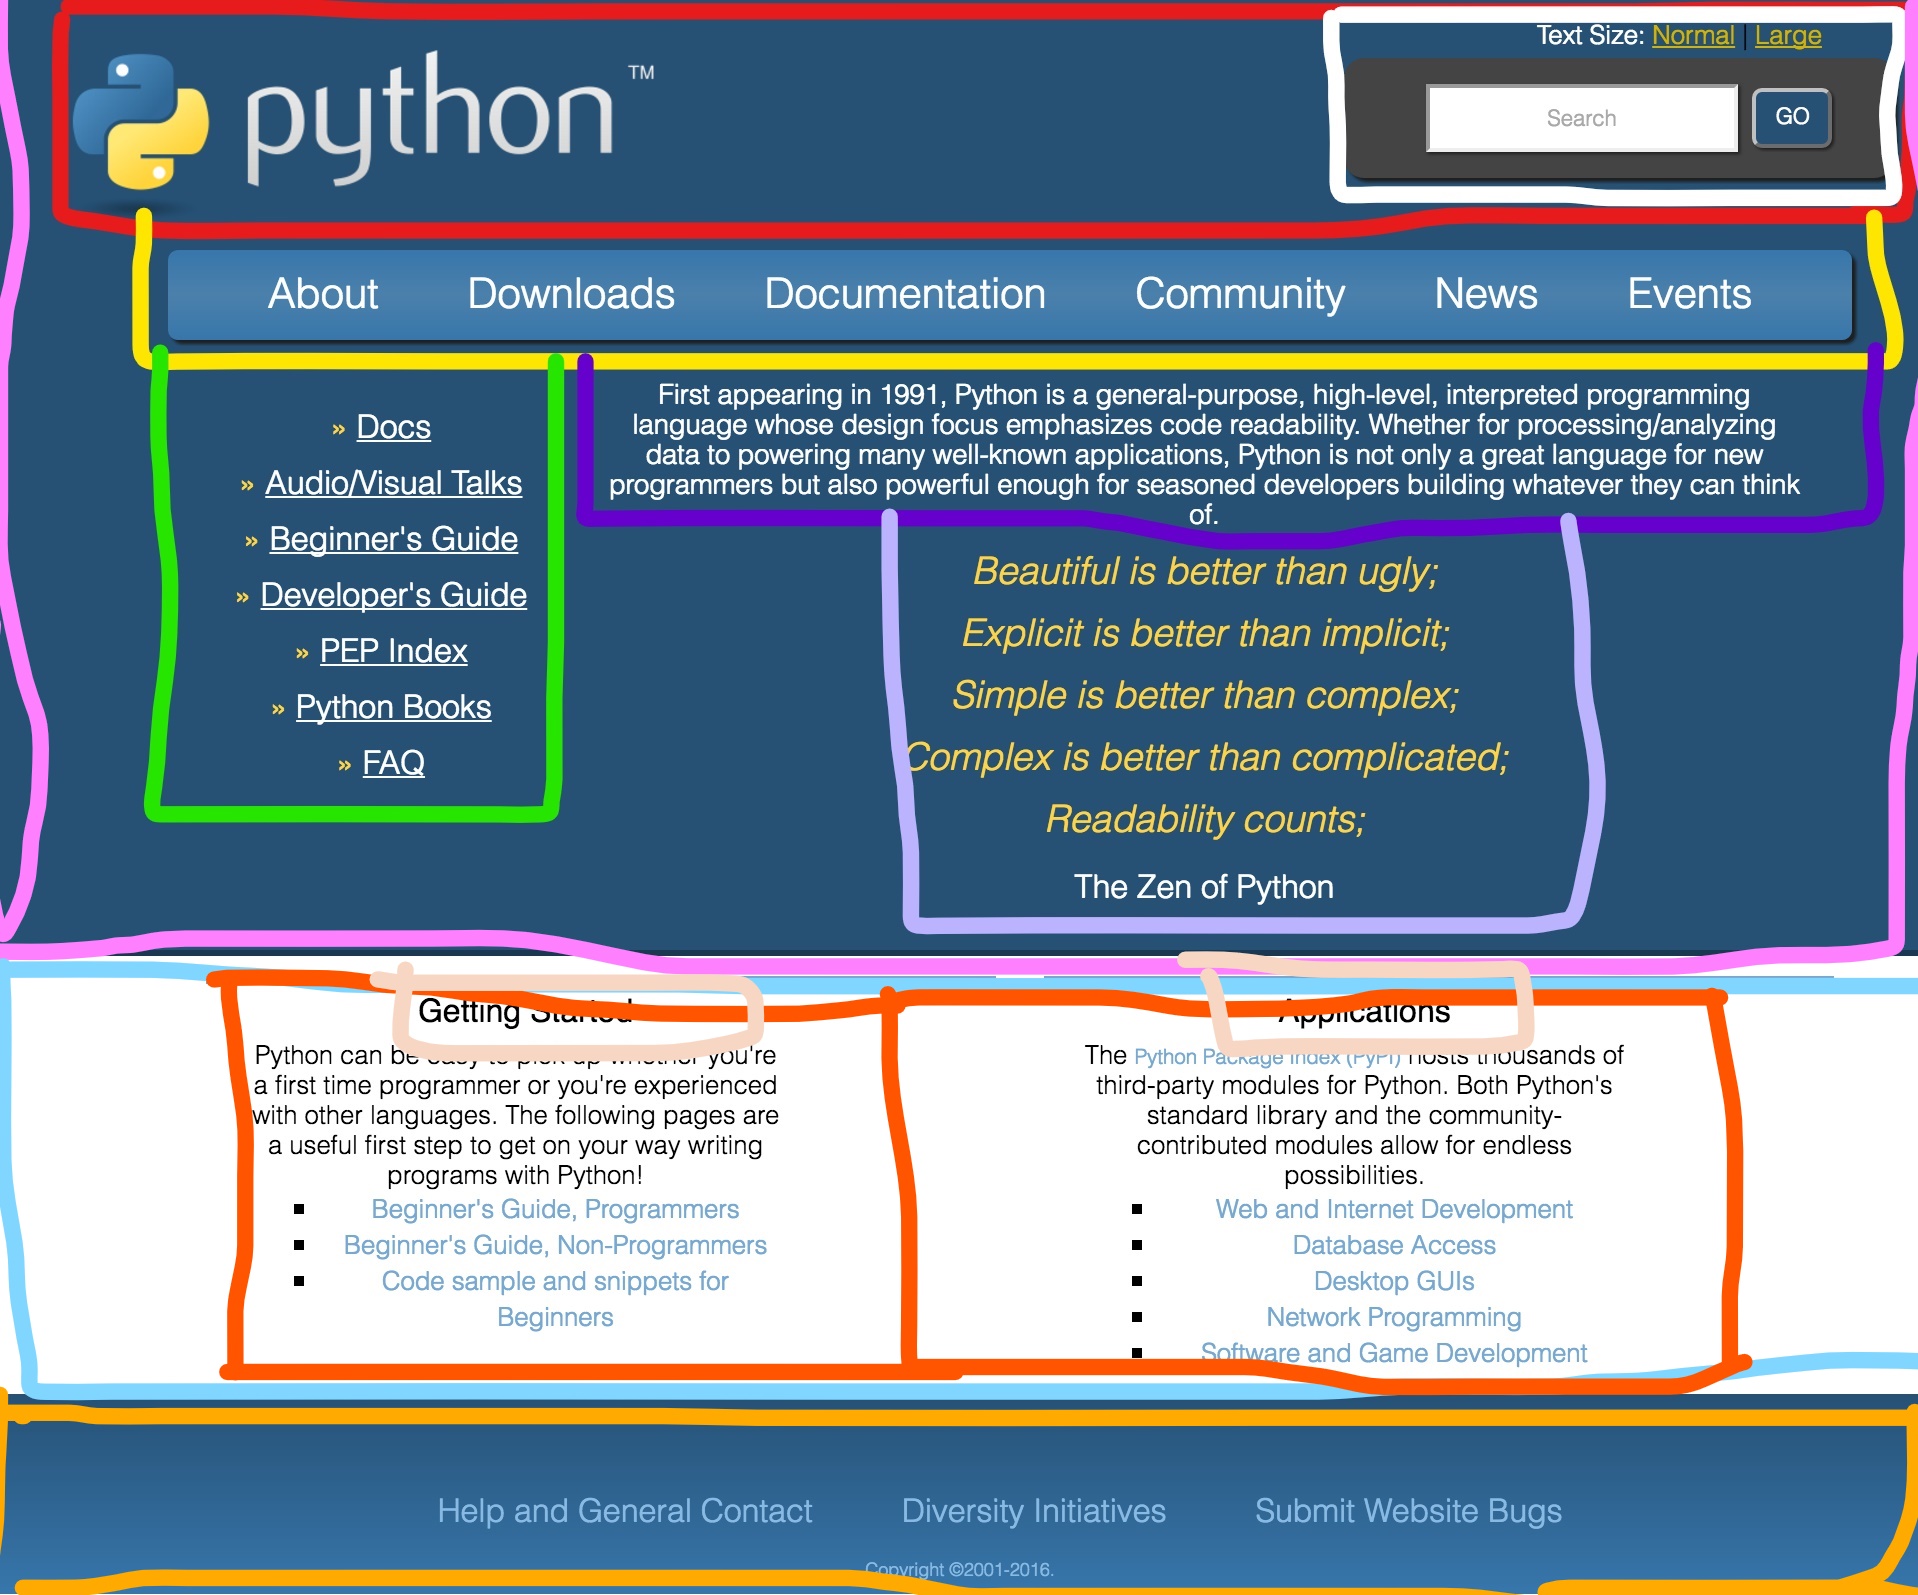 Text Size: Normal | Large
python ™
Search
GO
About Downloads Documentation Community News Events
» Docs
» Audio/Visual Talks
» Beginner's Guide
» Developer's Guide
» PEP Index
» Python Books
» FAQ
First appearing in 1991, Python is a general-purpose, high-level, interpreted programming
language whose design focus emphasizes code readability. Whether for processing/analyzing
data to powering many well-known applications, Python is not only a great language for new
programmers but also powerful enough for seasoned developers building whatever they can think
of.
Beautiful is better than ugly;
Explicit is better than implicit;
Simple is better than complex;
Complex is better than complicated;
Readability counts;
The Zen of Python
Getting Started
Python can be easy to pick up whether you're
a first time programmer or you're experienced
with other languages. The following pages are
a useful first step to get on your way writing
programs with Python!
▪ Beginner's Guide, Programmers
▪ Beginner's Guide, Non-Programmers
▪ Code sample and snippets for
Beginners
Applications
The Python Package Index (PyPI) hosts thousands of
third-party modules for Python. Both Python's
standard library and the community-
contributed modules allow for endless
possibilities.
▪ Web and Internet Development
▪ Database Access
▪ Desktop GUIs
▪ Network Programming
▪ Software and Game Development
Help and General Contact Diversity Initiatives Submit Website Bugs
Copyright ©2001-2016.